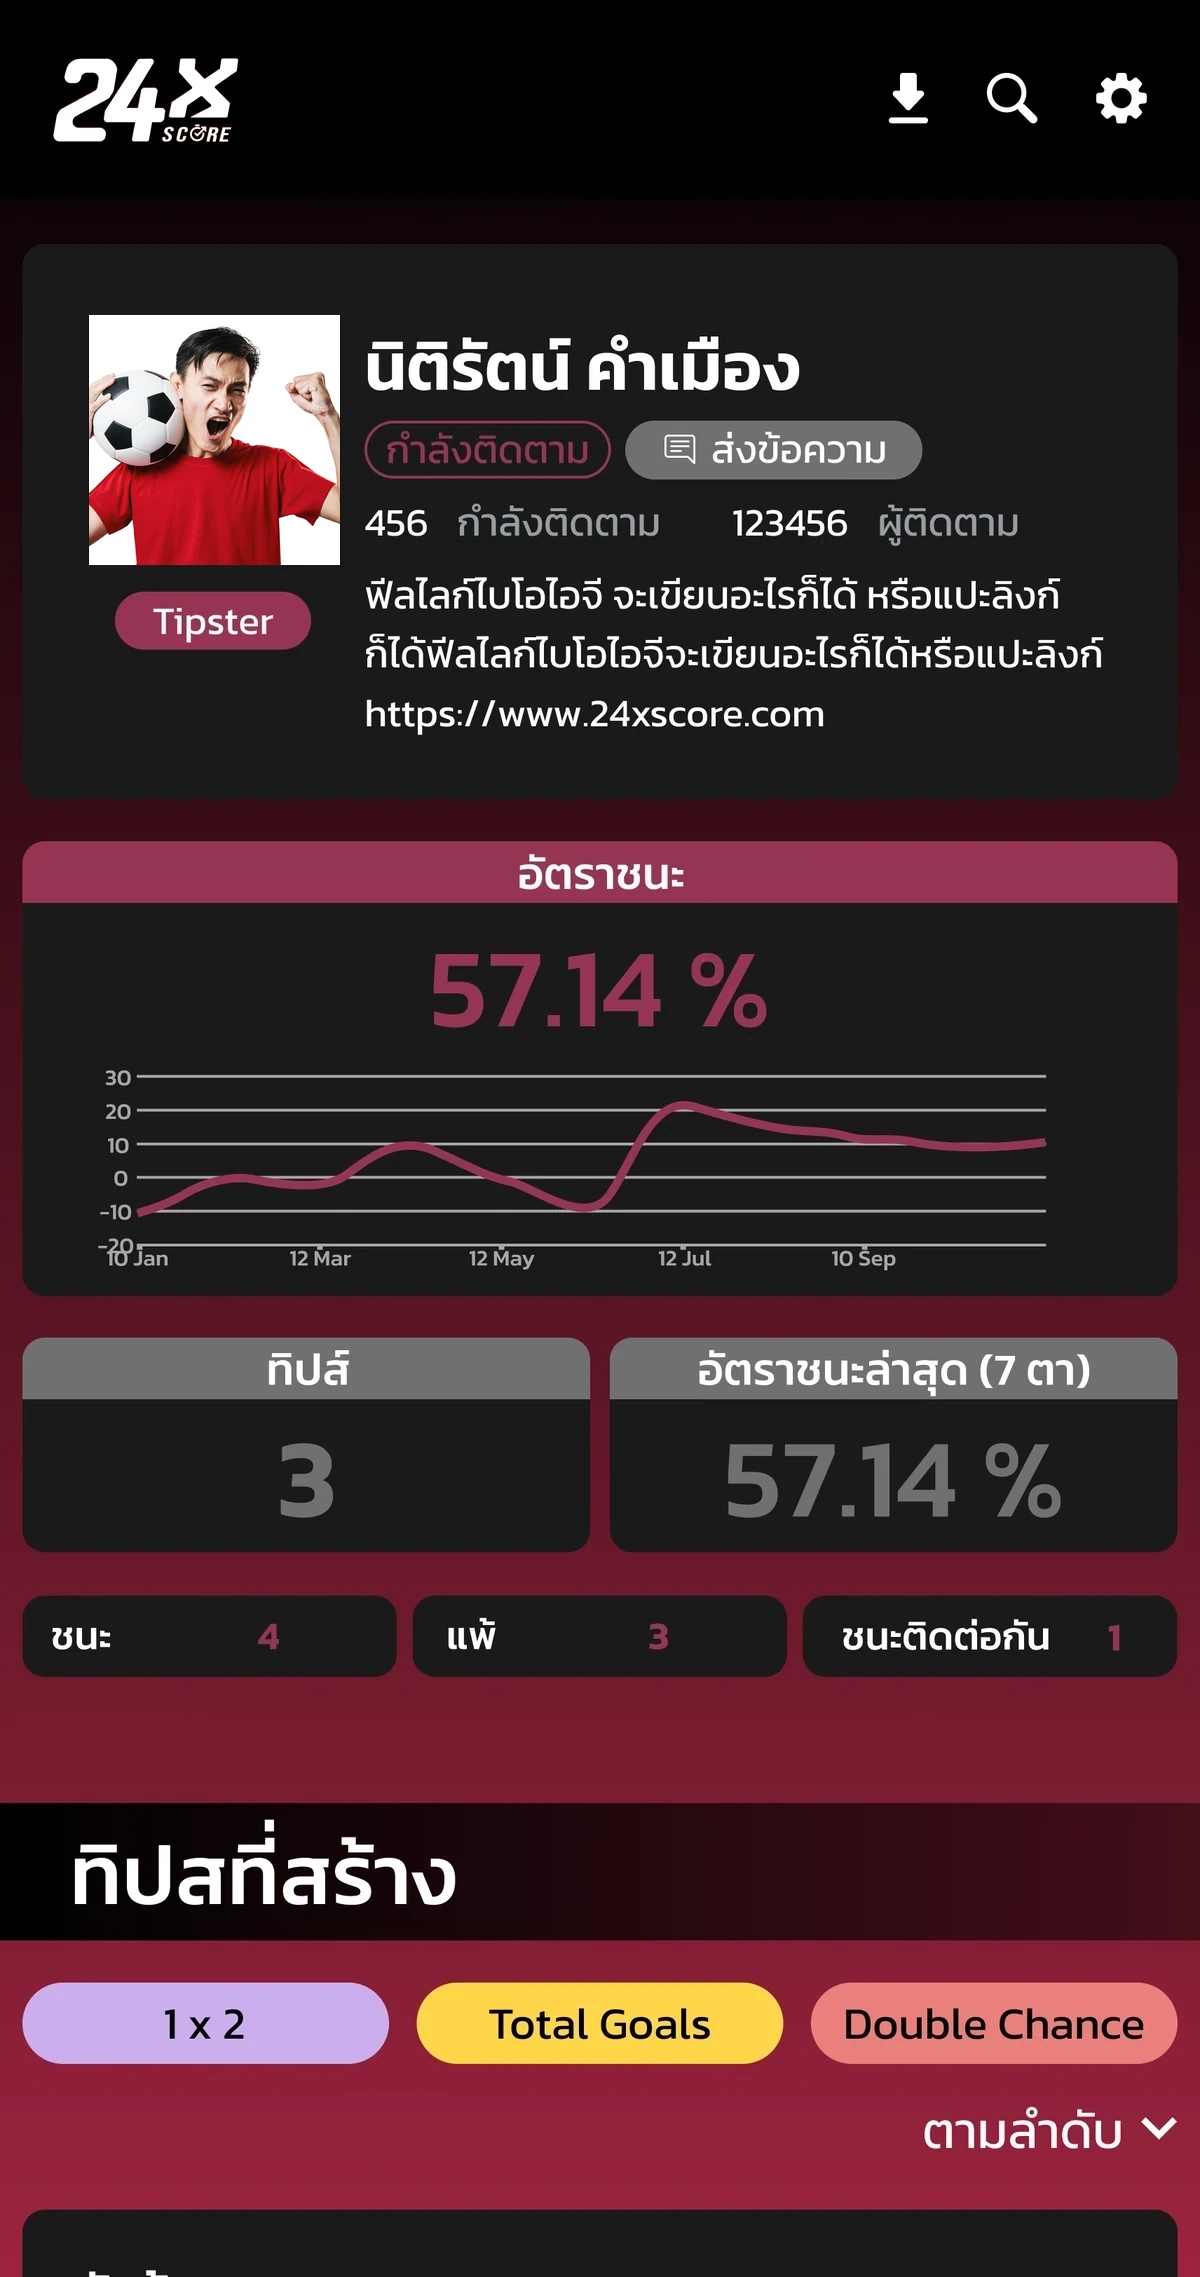 24X
SCORE
นิติรัตน์ คำเมือง
กำลังติดตาม ส่งข้อความ
456 กำลังติดตาม 123456 ผู้ติดตาม
Tipster
ฟีลไลก์ไบโอไอจี จะเขียนอะไรก็ได้ หรือแปะลิงก์
ก็ได้ฟีลไลก์ไบโอไอจีจะเขียนอะไรก็ได้หรือแปะลิงก์
https://www.24xscore.com
อัตราชนะ
57.14 %
30
20
10
0
-10
-20
10 Jan 12 Mar 12 May 12 Jul 10 Sep
ทิปส์ อัตราชนะล่าสุด (7 ตา)
3 57.14 %
ชนะ 4 แพ้ 3 ชนะติดต่อกัน 1
ทิปสที่สร้าง
1 x 2 Total Goals Double Chance
ตามลำดับ